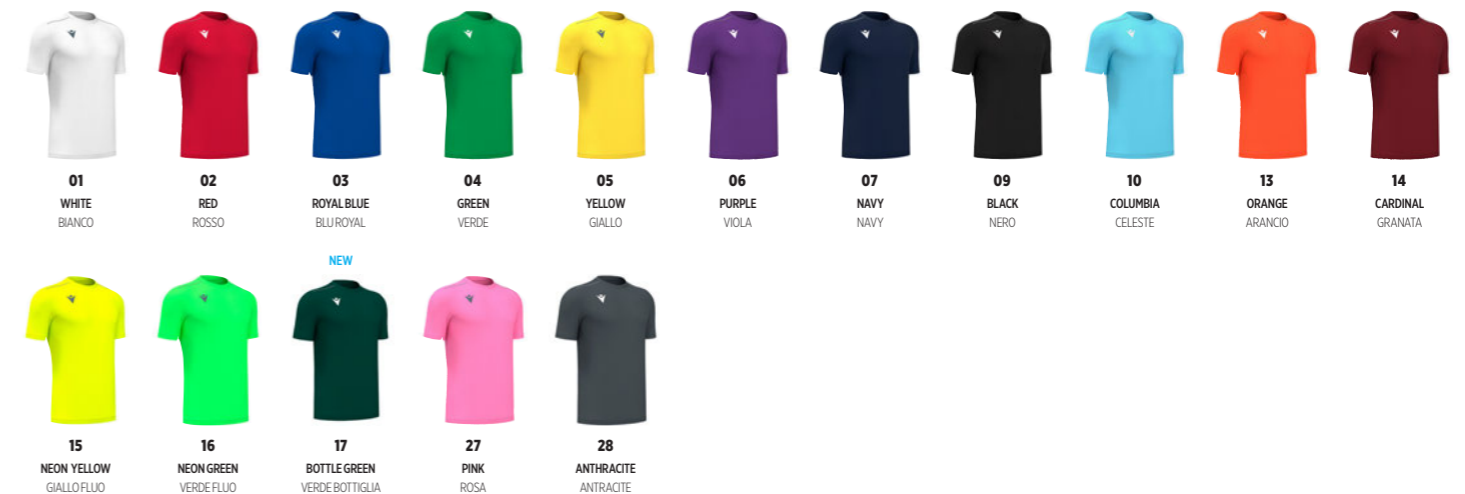 01
WHITE
BIANCO
02
RED
ROSSO
03
ROYAL BLUE
BLU ROYAL
04
GREEN
VERDE
05
YELLOW
GIALLO
06
PURPLE
VIOLA
07
NAVY
NAVY
09
BLACK
NERO
10
COLUMBIA
CELESTE
13
ORANGE
ARANCIO
14
CARDINAL
GRANATA
15
NEON YELLOW
GIALLO FLUO
16
NEON GREEN
VERDE FLUO
NEW
17
BOTTLE GREEN
VERDE BOTTIGLIA
27
PINK
ROSA
28
ANTHRACITE
ANTRACITE